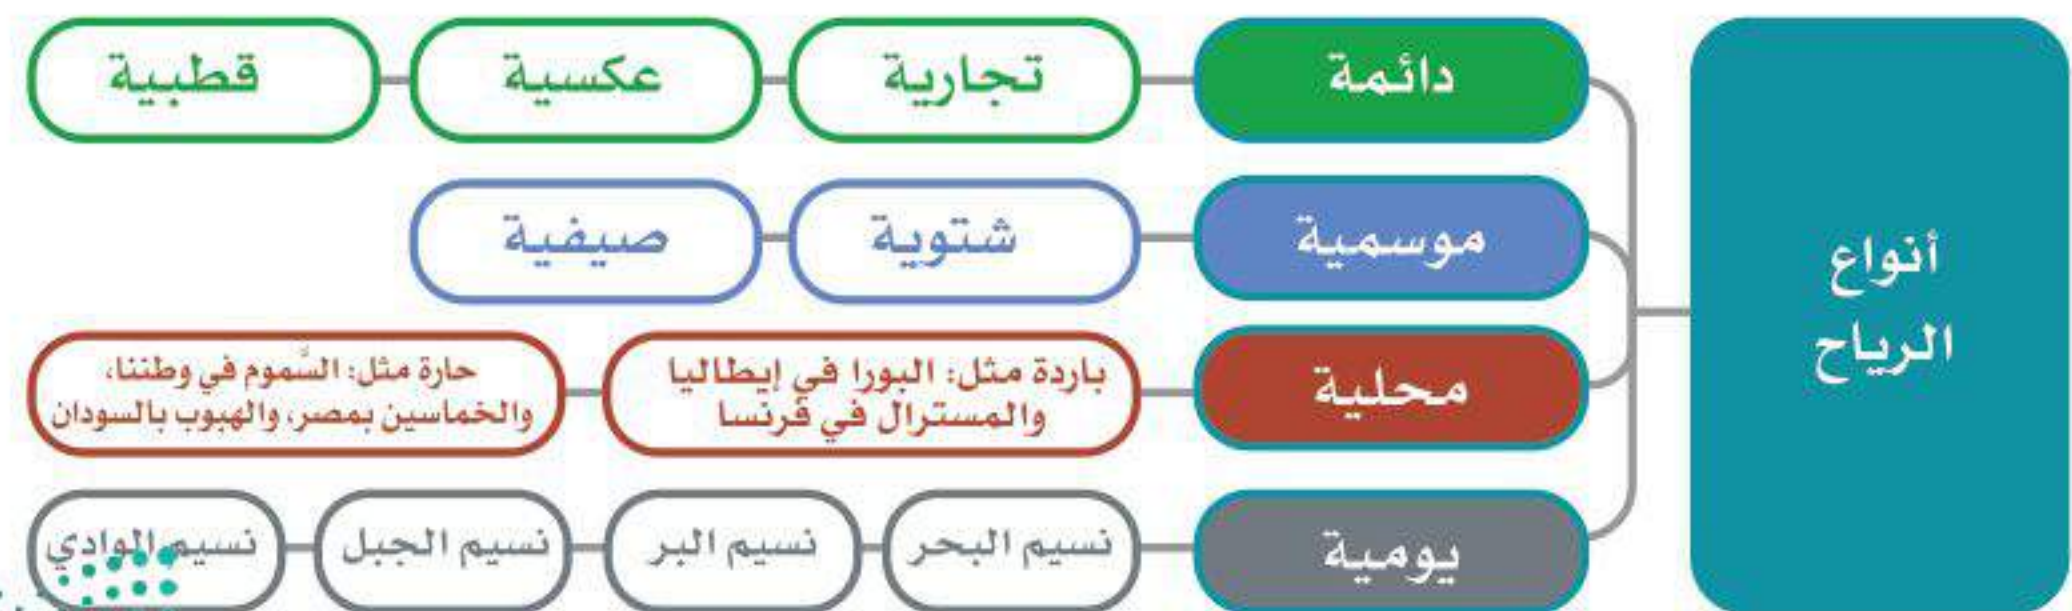 أنواع
الرياح
دائمة
تجارية
عكسية
قطبية
موسمية
شتوية
صيفية
محلية
باردة مثل: البورا في إيطاليا
والمسترال في فرنسا
حارة مثل: السَّموم في وطننا،
والخماسين بمصر، والهبوب بالسودان
يومية
نسيم البحر
نسيم البر
نسيم الجبل
نسيم الوادي